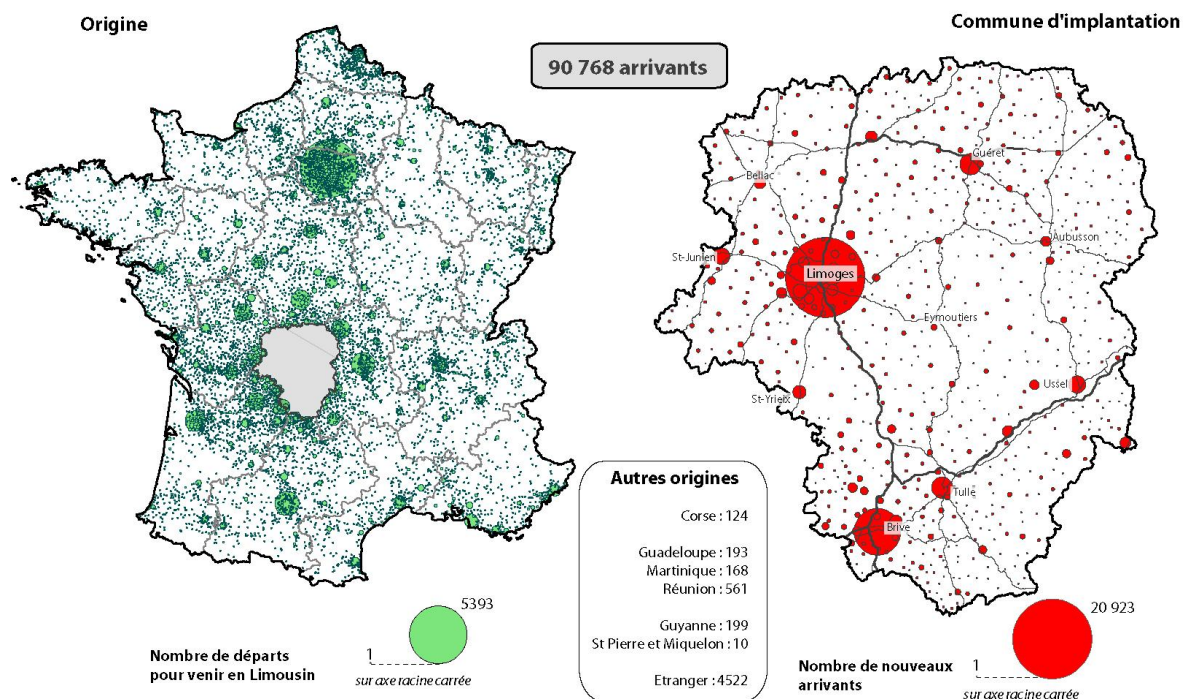 Origine
Commune d'implantation
90 768 arrivants
Guéret
Bellac
St-Junien
Limoges
Aubusson
Eymoutiers
St-Yrieix
Ussel
Tulle
Brive
Autres origines
Corse : 124
Guadeloupe : 193
Martinique : 168
Réunion : 561
Guyanne : 199
St Pierre et Miquelon : 10
Etranger : 4522
5393
1
sur axe racine carrée
Nombre de départs
pour venir en Limousin
20 923
1
sur axe racine carrée
Nombre de nouveaux
arrivants